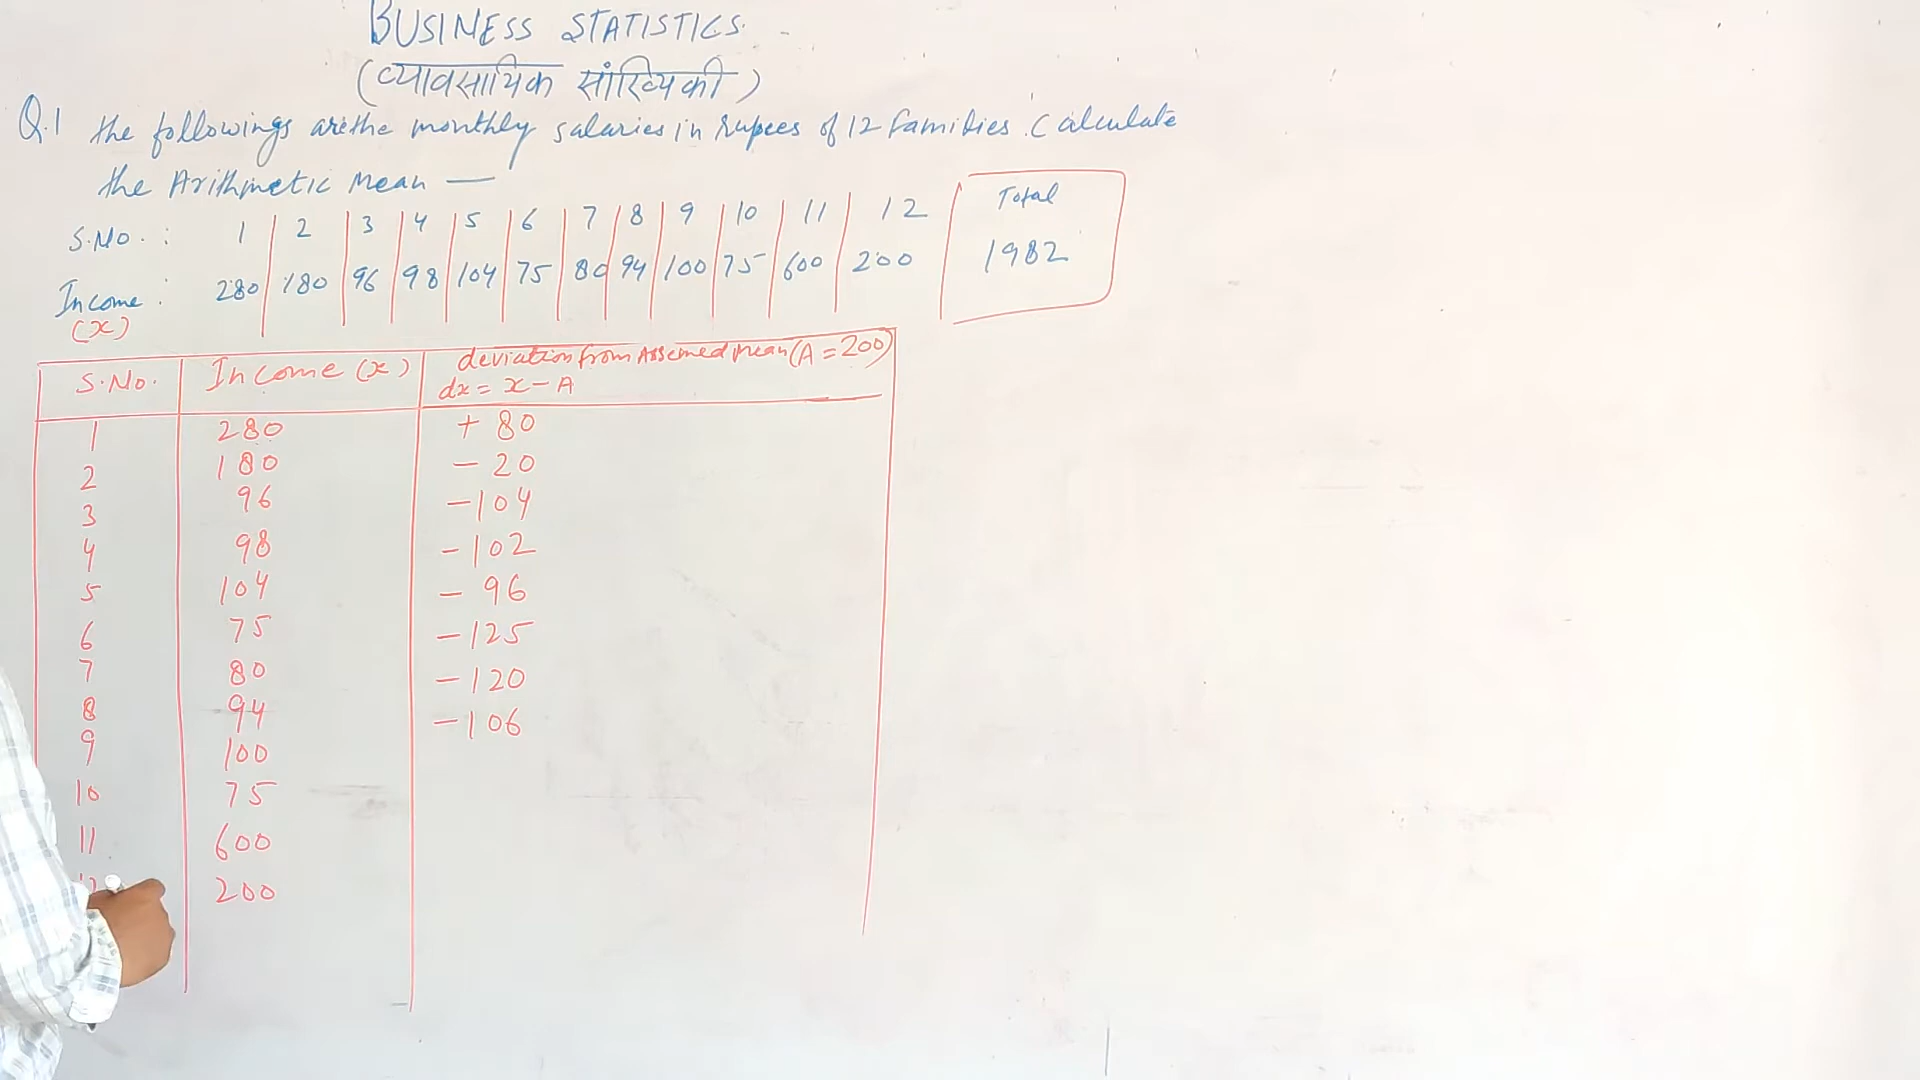 BUSINESS STATISTICS.
(व्यावसायिक सांख्यिकी)
Q.1 the followings are the monthly salaries in rupees of 12 families. Calculate
the Arithmetic Mean —
S.No. : 1 2 3 4 5 6 7 8 9 10 11 12 Total
Income : 280 180 96 98 104 75 80 94 100 75 600 200 1982
(x)
S.No. Income (x) deviation from Assemed mean (A = 200)
dx = x - A
1 280 + 80
2 180 - 20
3 96 - 104
4 98 - 102
5 104 - 96
6 75 - 125
7 80 - 120
8 94 - 106
9 100
10 75
11 600
12 200